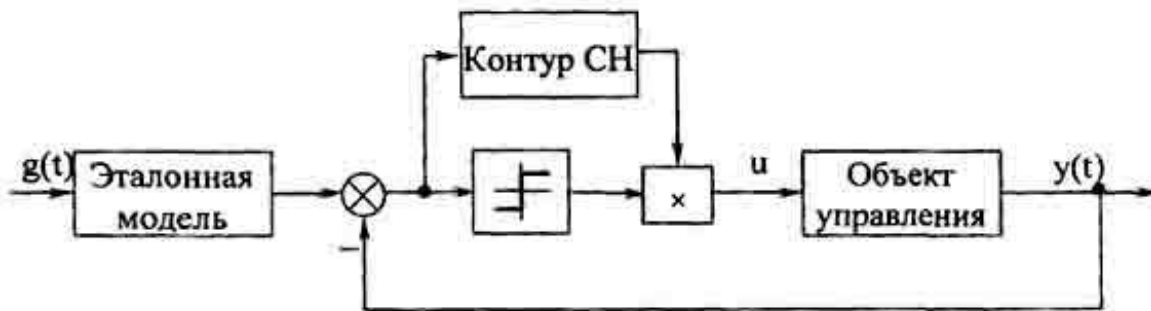 Контур СН
g(t)
Эталонная
модель
×
u
Объект
управления
y(t)
−